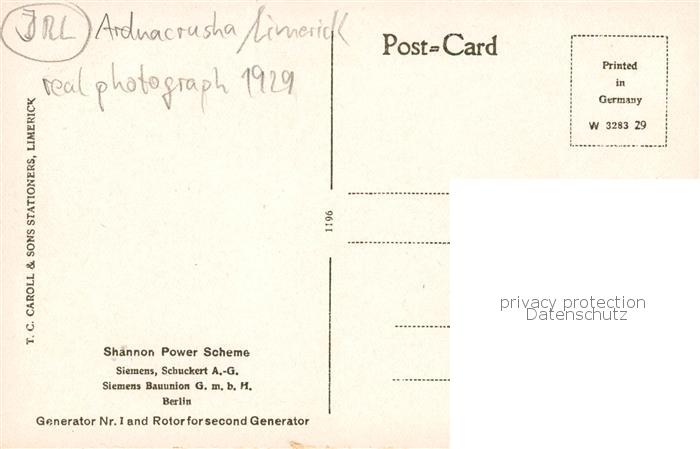 IRL Ardnacrusha/Limerick
real photograph 1929
Post-Card
Printed
in
Germany
W 3283 29
T. C. CAROLL & SONS STATIONERS, LIMERICK
1196
privacy protection
Datenschutz
Shannon Power Scheme
Siemens, Schuckert A.-G.
Siemens Bauunion G. m. b. H.
Berlin
Generator Nr. I and Rotor for second Generator